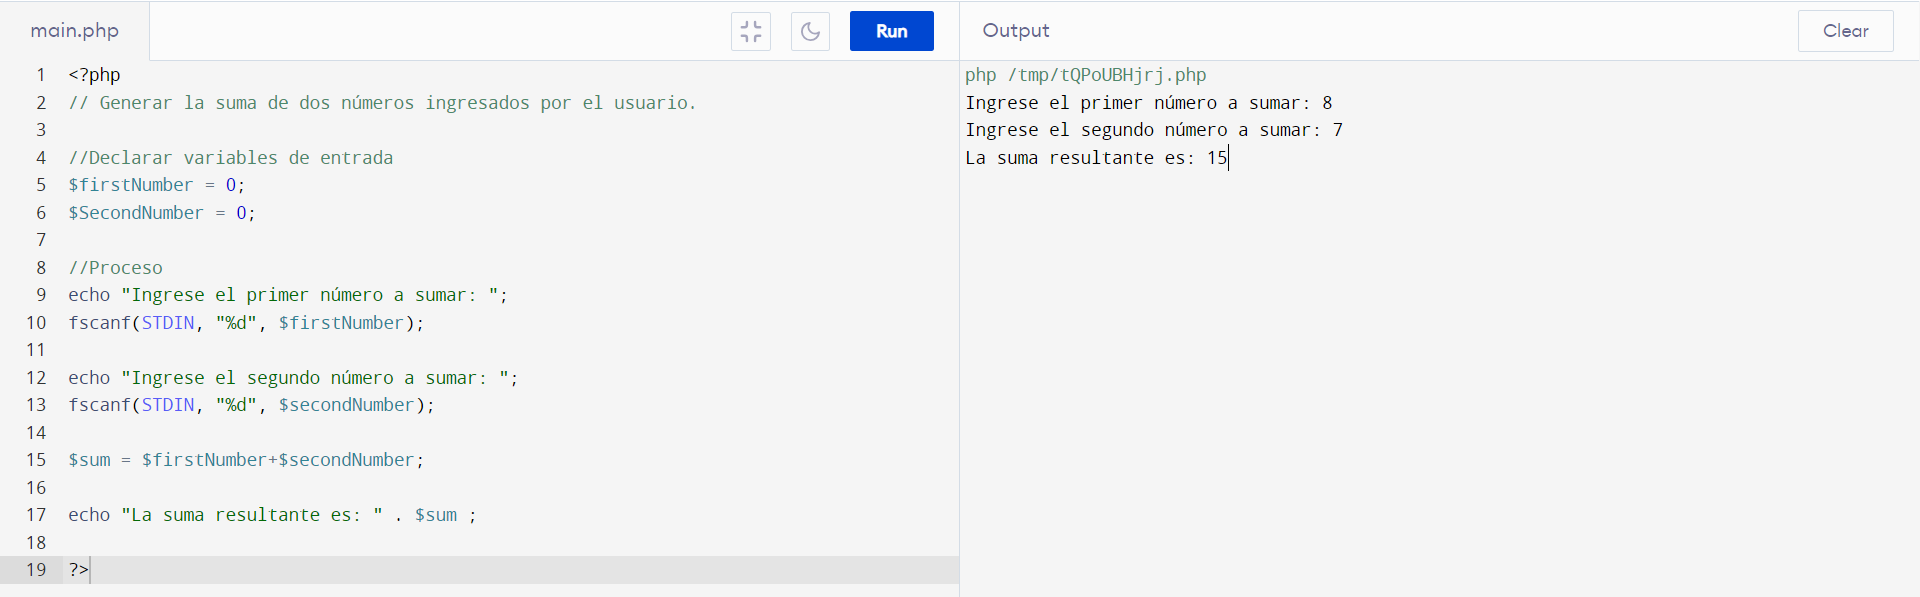 main.php
Run
1 <?php
2 // Generar la suma de dos números ingresados por el usuario.
3
4 //Declarar variables de entrada
5 $firstNumber = 0;
6 $SecondNumber = 0;
7
8 //Proceso
9 echo "Ingrese el primer número a sumar: ";
10 fscanf(STDIN, "%d", $firstNumber);
11
12 echo "Ingrese el segundo número a sumar: ";
13 fscanf(STDIN, "%d", $secondNumber);
14
15 $sum = $firstNumber+$secondNumber;
16
17 echo "La suma resultante es: " . $sum ;
18
19 ?>
Output
Clear
php /tmp/tQPoUBHjrj.php
Ingrese el primer número a sumar: 8
Ingrese el segundo número a sumar: 7
La suma resultante es: 15